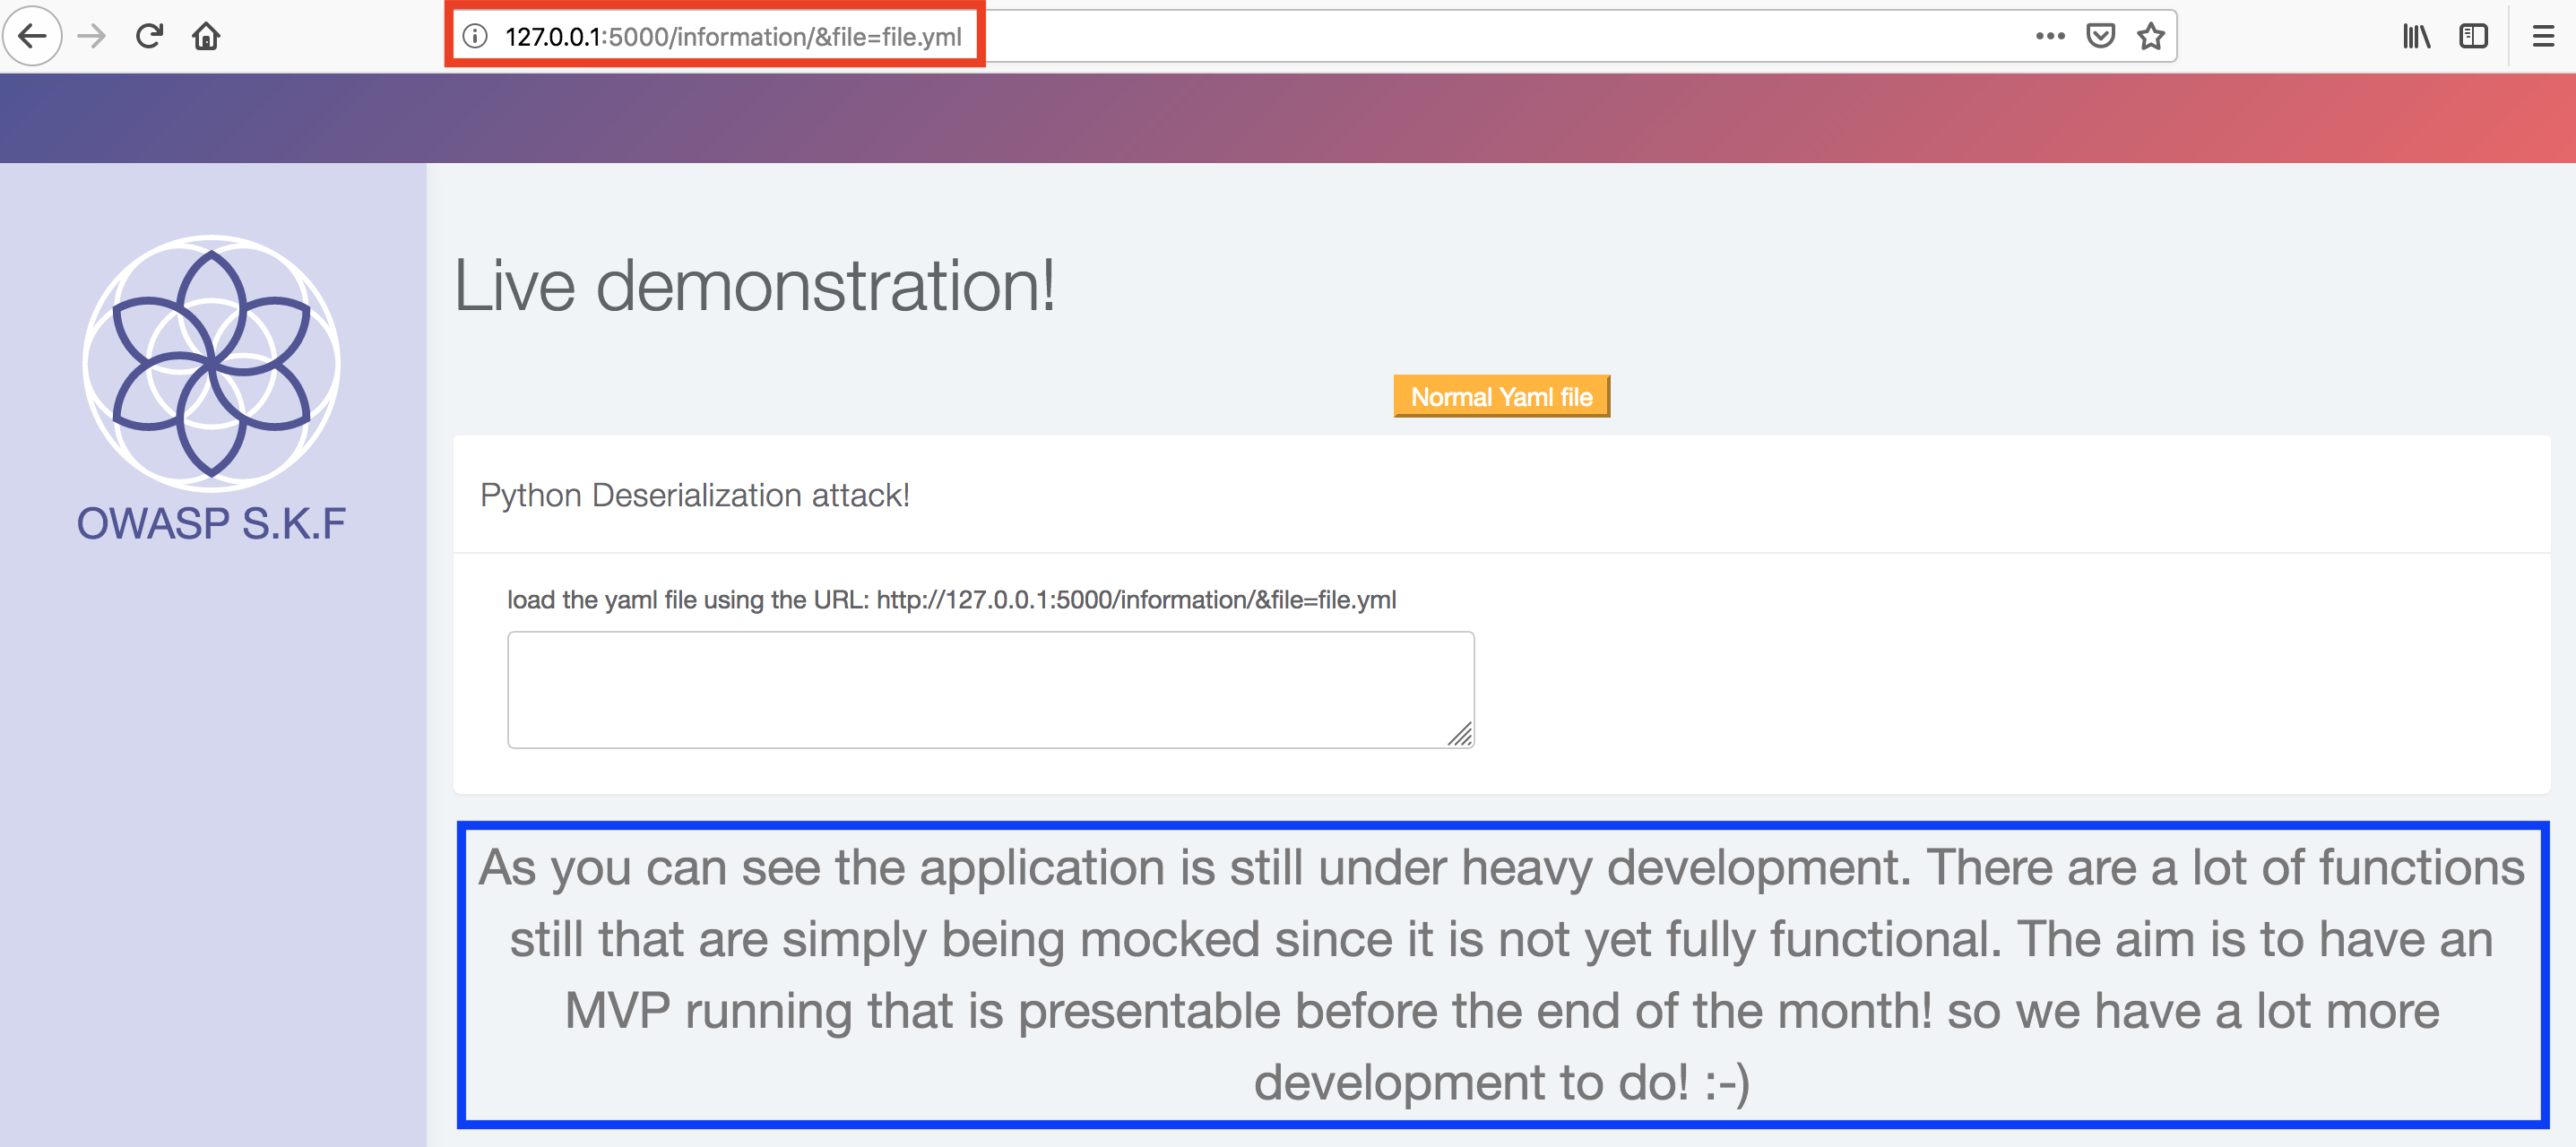 127.0.0.1:5000/information/&file=file.yml
Live demonstration!
Normal Yaml file
OWASP S.K.F
Python Deserialization attack!
load the yaml file using the URL: http://127.0.0.1:5000/information/&file=file.yml
As you can see the application is still under heavy development. There are a lot of functions
still that are simply being mocked since it is not yet fully functional. The aim is to have an
MVP running that is presentable before the end of the month! so we have a lot more
development to do! :-)